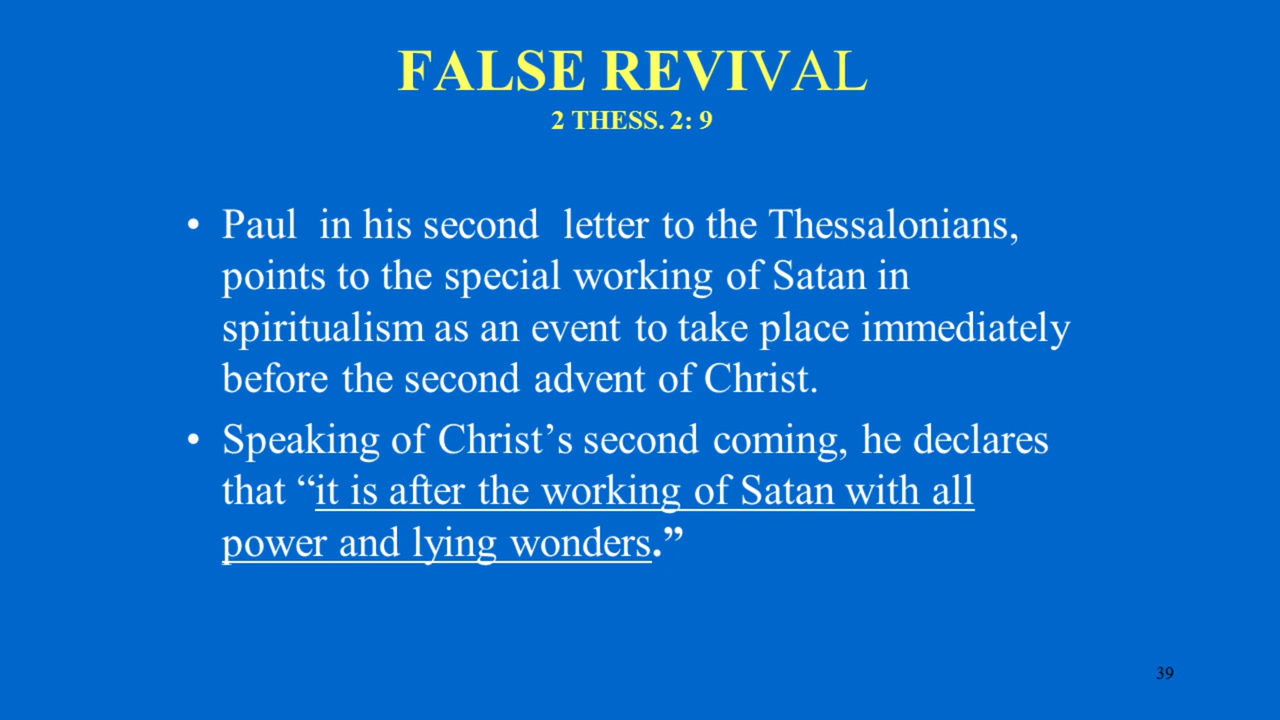 FALSE REVIVAL
2 THESS. 2: 9
• Paul  in his second  letter to the Thessalonians,
points to the special working of Satan in
spiritualism as an event to take place immediately
before the second advent of Christ.
• Speaking of Christ’s second coming, he declares
that “it is after the working of Satan with all
power and lying wonders.”
39